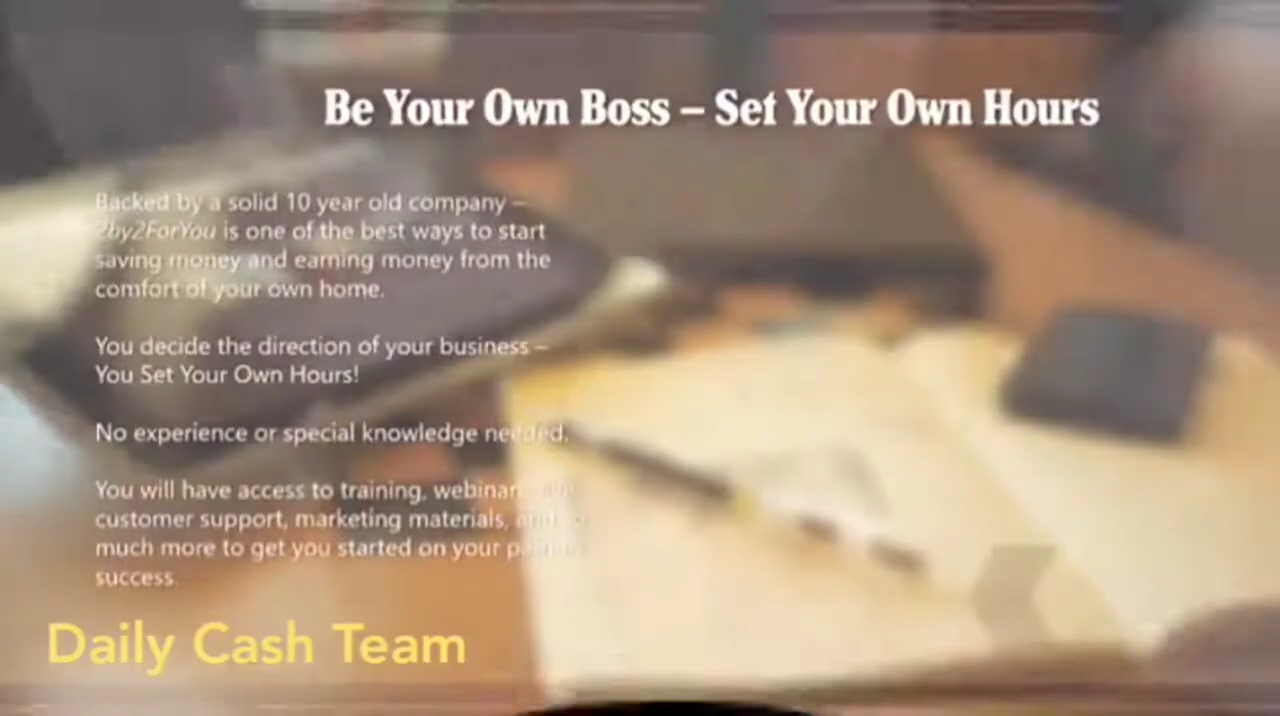 Be Your Own Boss – Set Your Own Hours
Backed by a solid 10 year old company –
2by2ForYou is one of the best ways to start
saving money and earning money from the
comfort of your own home.
You decide the direction of your business –
You Set Your Own Hours!
No experience or special knowledge needed.
You will have access to training, webinars,
customer support, marketing materials, and
much more to get you started on your
success.
Daily Cash Team